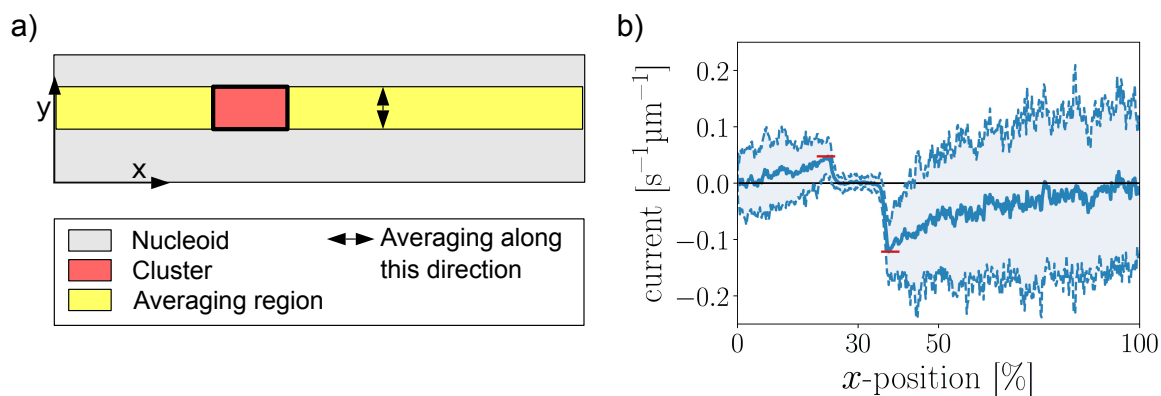 a)
y
x
Nucleoid
Cluster
Averaging region
Averaging along
this direction
b)
current [s⁻¹µm⁻¹]
0.2
0.1
0.0
−0.1
−0.2
0
30
50
100
x-position [%]